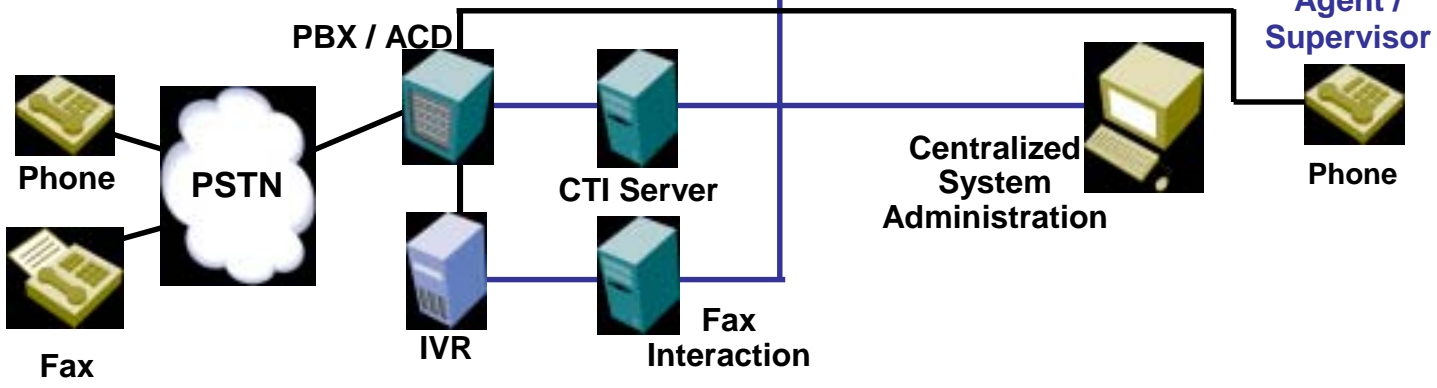 Agent /
Supervisor
PBX / ACD
Phone
PSTN
CTI Server
Centralized
System
Administration
Phone
Fax
IVR
Fax
Interaction